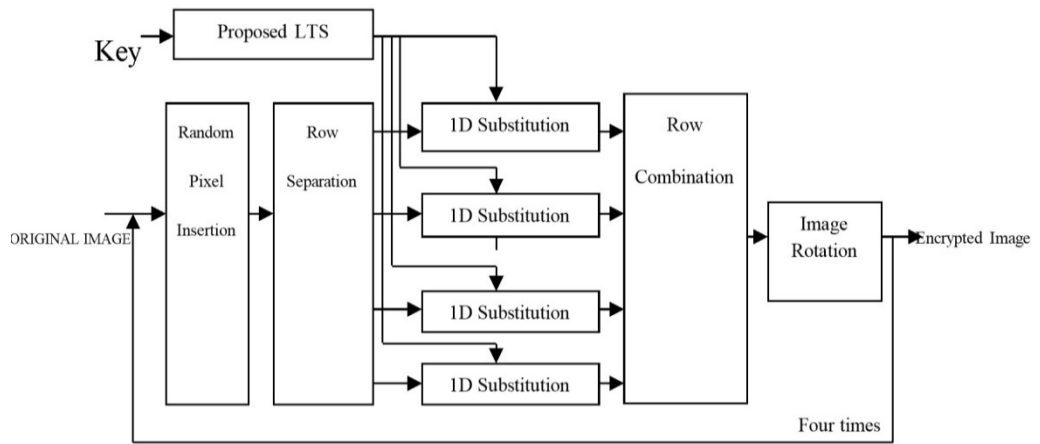 Key
Proposed LTS
Random
Pixel
Insertion
Row
Separation
1D Substitution
1D Substitution
1D Substitution
1D Substitution
Row
Combination
Image
Rotation
ORIGINAL IMAGE
Encrypted Image
Four times